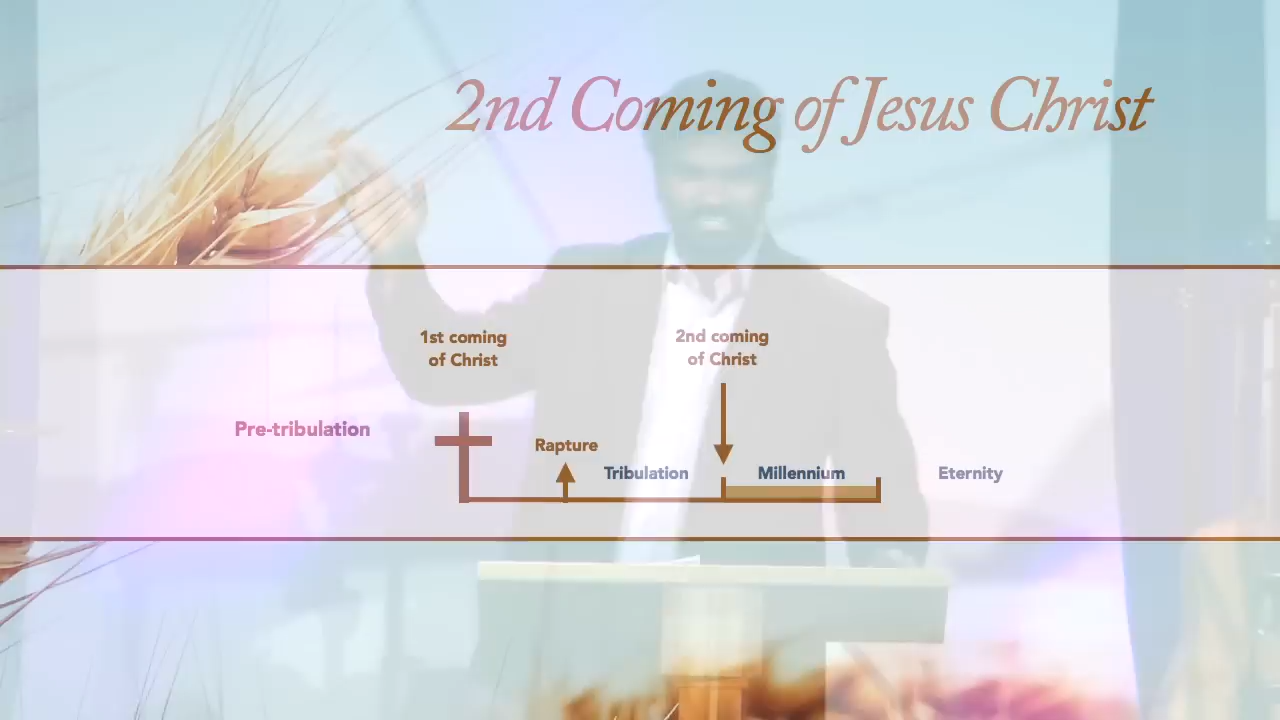 2nd Coming of Jesus Christ
1st coming
of Christ
2nd coming
of Christ
Pre-tribulation
Rapture
Tribulation
Millennium
Eternity